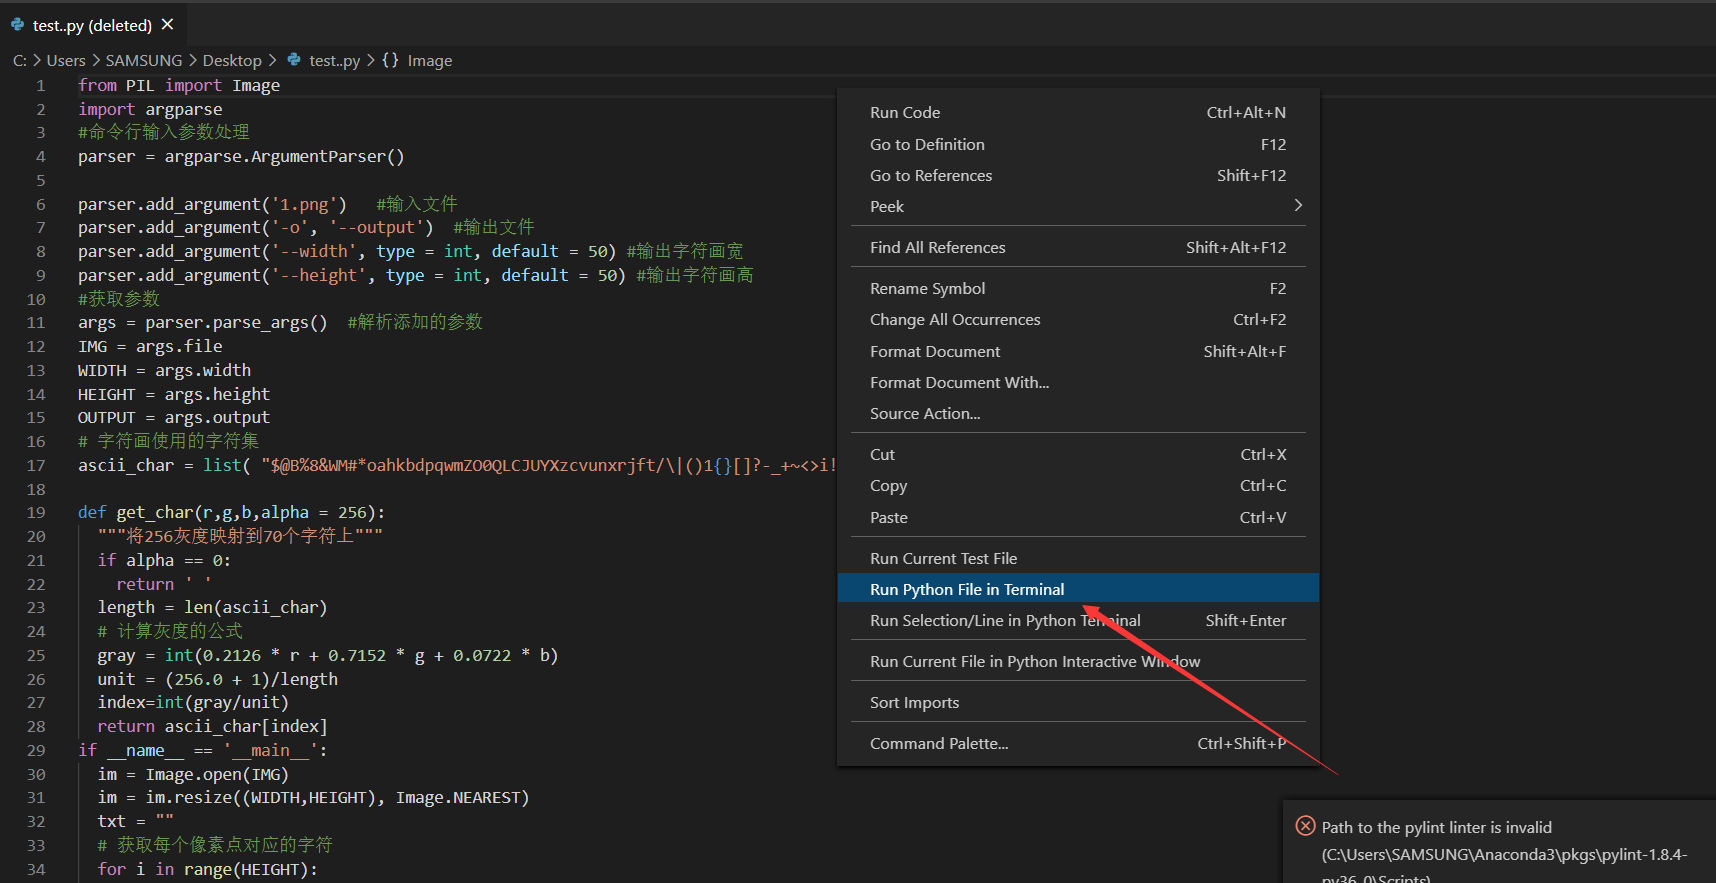 test..py (deleted)
C: > Users > SAMSUNG > Desktop > test..py > {} Image
1 from PIL import Image
2 import argparse
3 #命令行输入参数处理
4 parser = argparse.ArgumentParser()
5
6 parser.add_argument('1.png')   #输入文件
7 parser.add_argument('-o', '--output')  #输出文件
8 parser.add_argument('--width', type = int, default = 50) #输出字符画宽
9 parser.add_argument('--height', type = int, default = 50) #输出字符画高
10 #获取参数
11 args = parser.parse_args()  #解析添加的参数
12 IMG = args.file
13 WIDTH = args.width
14 HEIGHT = args.height
15 OUTPUT = args.output
16 # 字符画使用的字符集
17 ascii_char = list( "$@B%8&WM#*oahkbdpqwmZO0QLCJUYXzcvunxrjft/\|()1{}[]?-_+~<>i!
18
19 def get_char(r,g,b,alpha = 256):
20   """将256灰度映射到70个字符上"""
21   if alpha == 0:
22     return ' '
23   length = len(ascii_char)
24   # 计算灰度的公式
25   gray = int(0.2126 * r + 0.7152 * g + 0.0722 * b)
26   unit = (256.0 + 1)/length
27   index=int(gray/unit)
28   return ascii_char[index]
29 if __name__ == '__main__':
30   im = Image.open(IMG)
31   im = im.resize((WIDTH,HEIGHT), Image.NEAREST)
32   txt = ""
33   # 获取每个像素点对应的字符
34   for i in range(HEIGHT):
Run Code Ctrl+Alt+N
Go to Definition F12
Go to References Shift+F12
Peek
Find All References Shift+Alt+F12
Rename Symbol F2
Change All Occurrences Ctrl+F2
Format Document Shift+Alt+F
Format Document With...
Source Action...
Cut Ctrl+X
Copy Ctrl+C
Paste Ctrl+V
Run Current Test File
Run Python File in Terminal
Run Selection/Line in Python Terminal Shift+Enter
Run Current File in Python Interactive Window
Sort Imports
Command Palette... Ctrl+Shift+P
Path to the pylint linter is invalid
(C:\Users\SAMSUNG\Anaconda3\pkgs\pylint-1.8.4-
py36_0\Scripts)